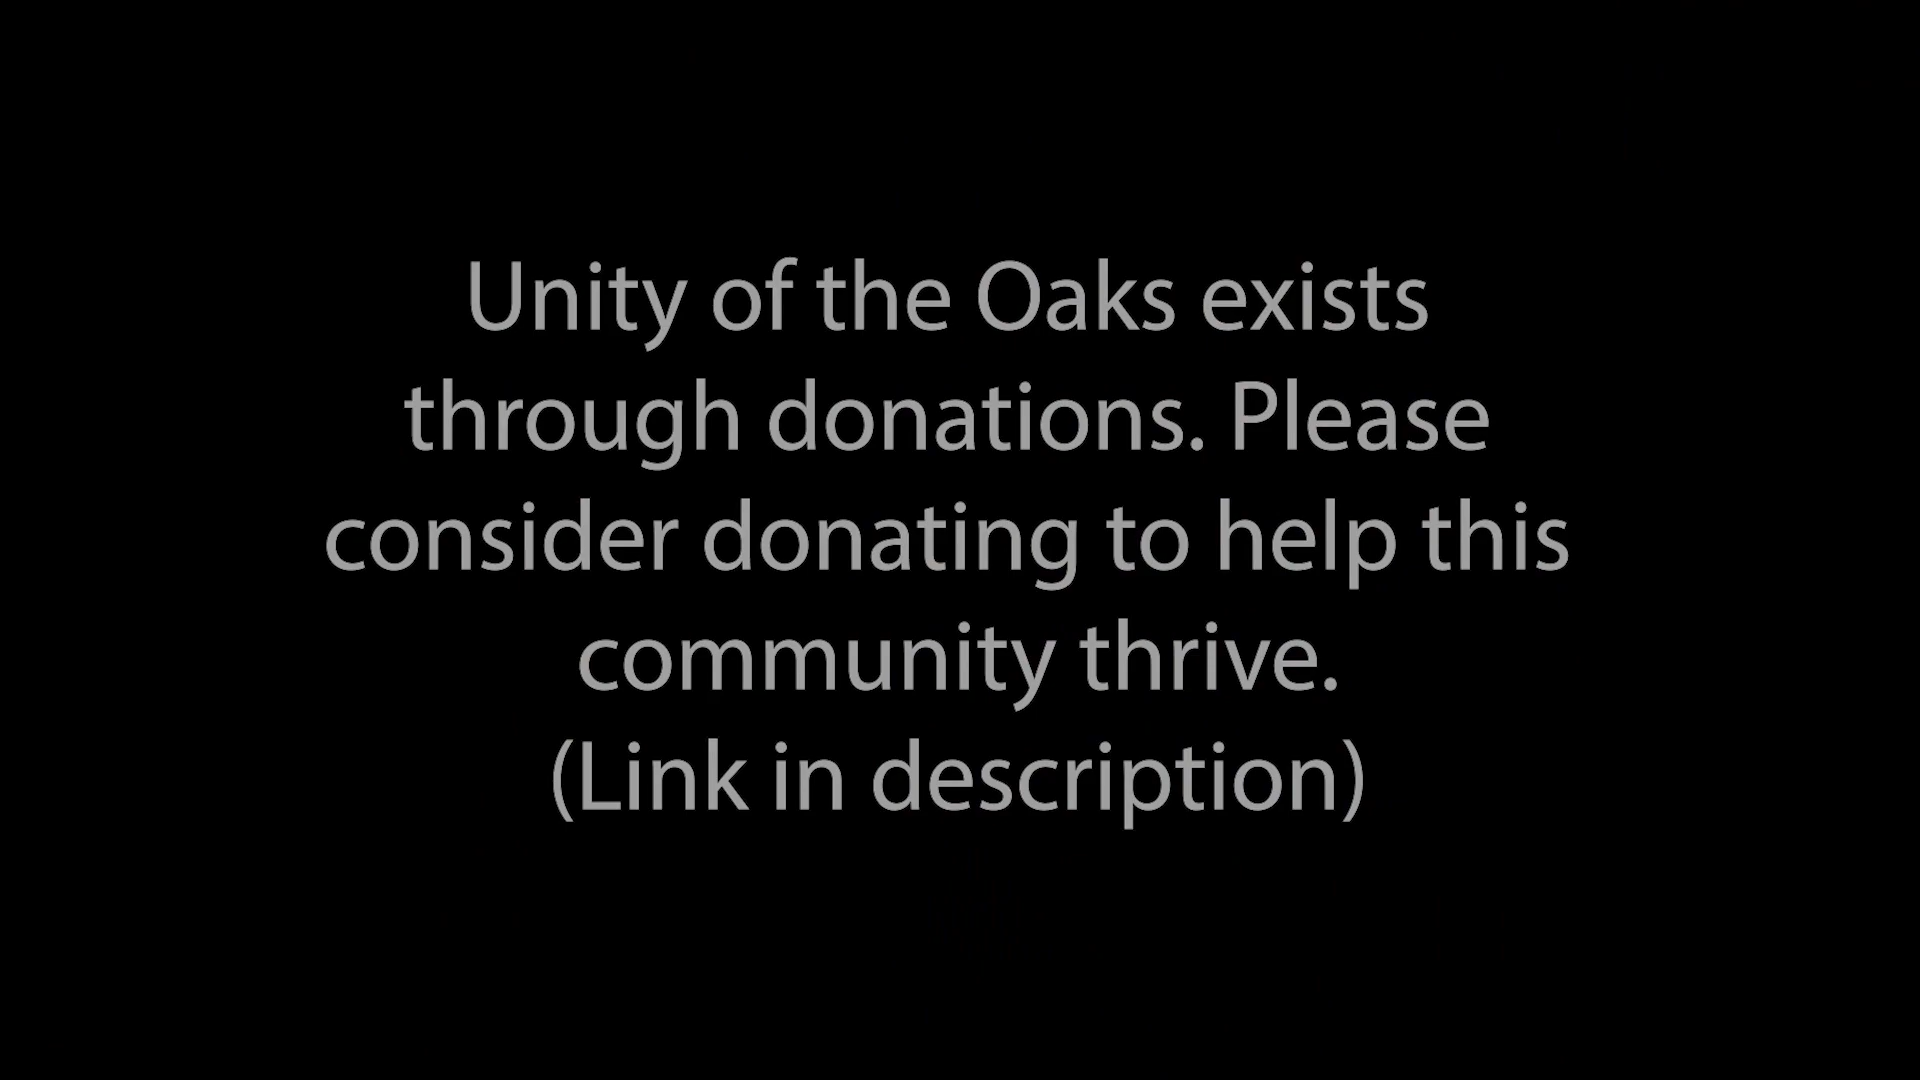 Unity of the Oaks exists
through donations. Please
consider donating to help this
community thrive.
(Link in description)